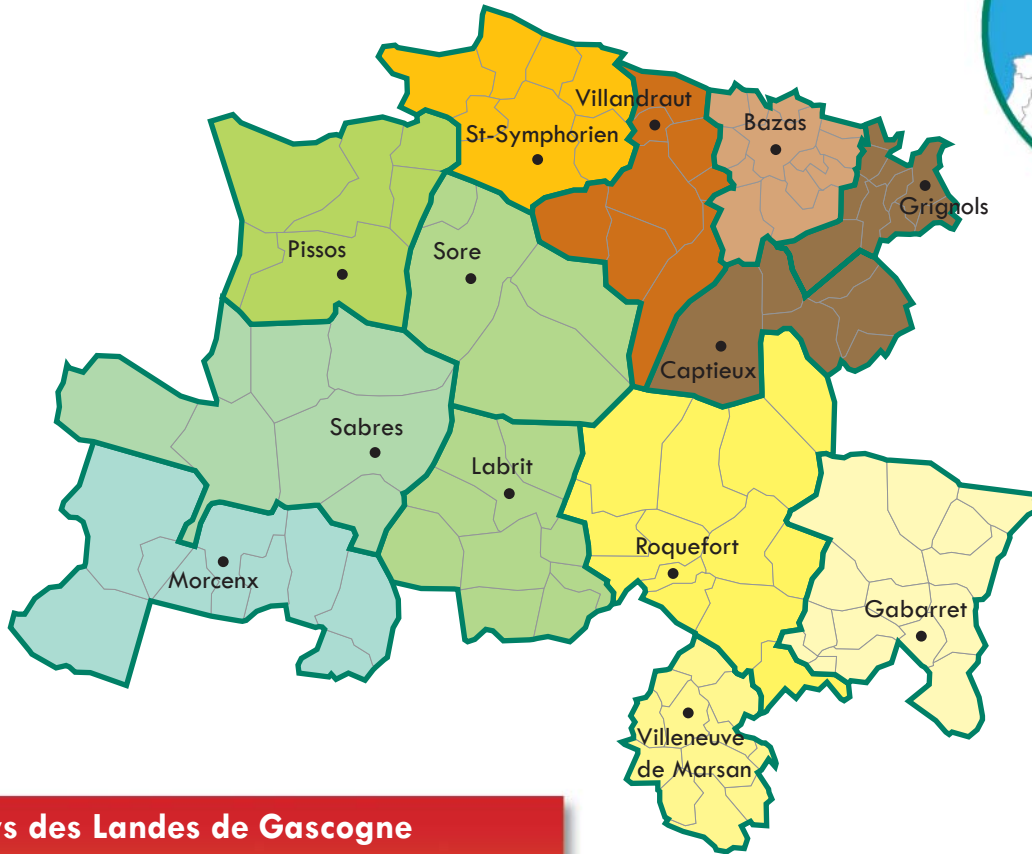 Villandraut
Bazas
St-Symphorien
Grignols
Pissos
Sore
Captieux
Sabres
Labrit
Roquefort
Morcenx
Gabarret
Villeneuve
de Marsan
des Landes de Gascogne